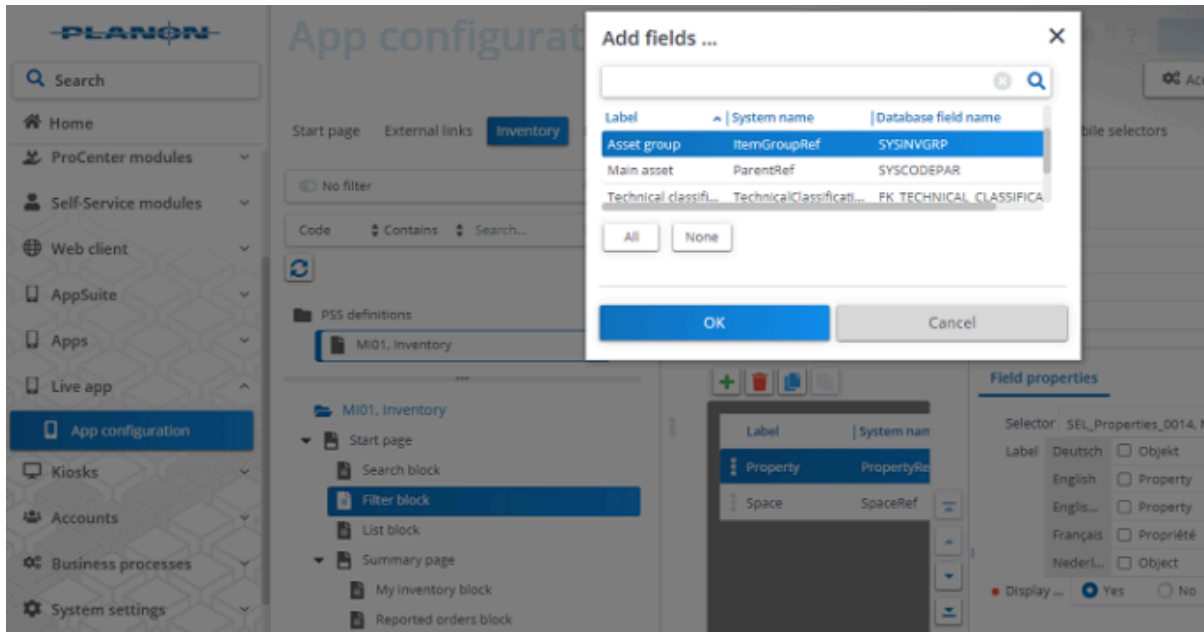 PLANON
Search
Home
ProCenter modules
Self-Service modules
Web client
AppSuite
Apps
Live app
App configuration
Kiosks
Accounts
Business processes
System settings
App configurat
?
Start page External links Inventory
bile selectors
No filter
Code Contains Search...
PSS definitions
MI01, Inventory
MI01, Inventory
Start page
Search block
Filter block
List block
Summary page
My inventory block
Reported orders block
Add fields ...
Label System name Database field name
Asset group ItemGroupRef SYSINVGRP
Main asset ParentRef SYSCODEPAR
Technical classifi... TechnicalClassificati... FK_TECHNICAL_CLASSIFICA
All None
OK Cancel
Label System nam
Property PropertyRe
Space SpaceRef
Field properties
Selector SEL_Properties_0014,
Label Deutsch Objekt
English Property
Englis... Property
Français Propriété
Nederl... Object
Display ... Yes No